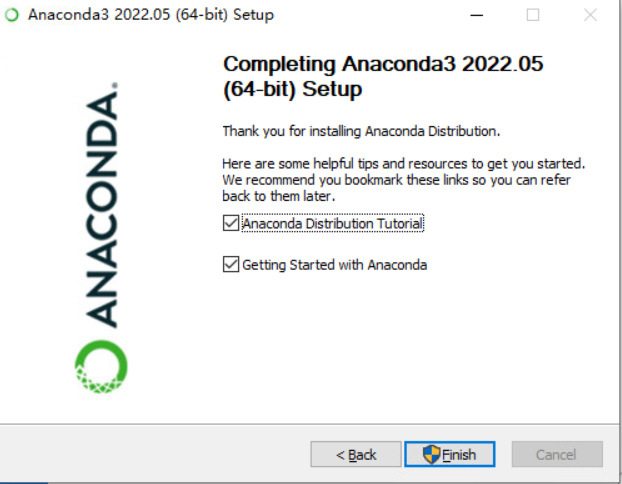 Anaconda3 2022.05 (64-bit) Setup
ANACONDA.
Completing Anaconda3 2022.05
(64-bit) Setup
Thank you for installing Anaconda Distribution.
Here are some helpful tips and resources to get you started.
We recommend you bookmark these links so you can refer
back to them later.
Anaconda Distribution Tutorial
Getting Started with Anaconda
< Back
Finish
Cancel